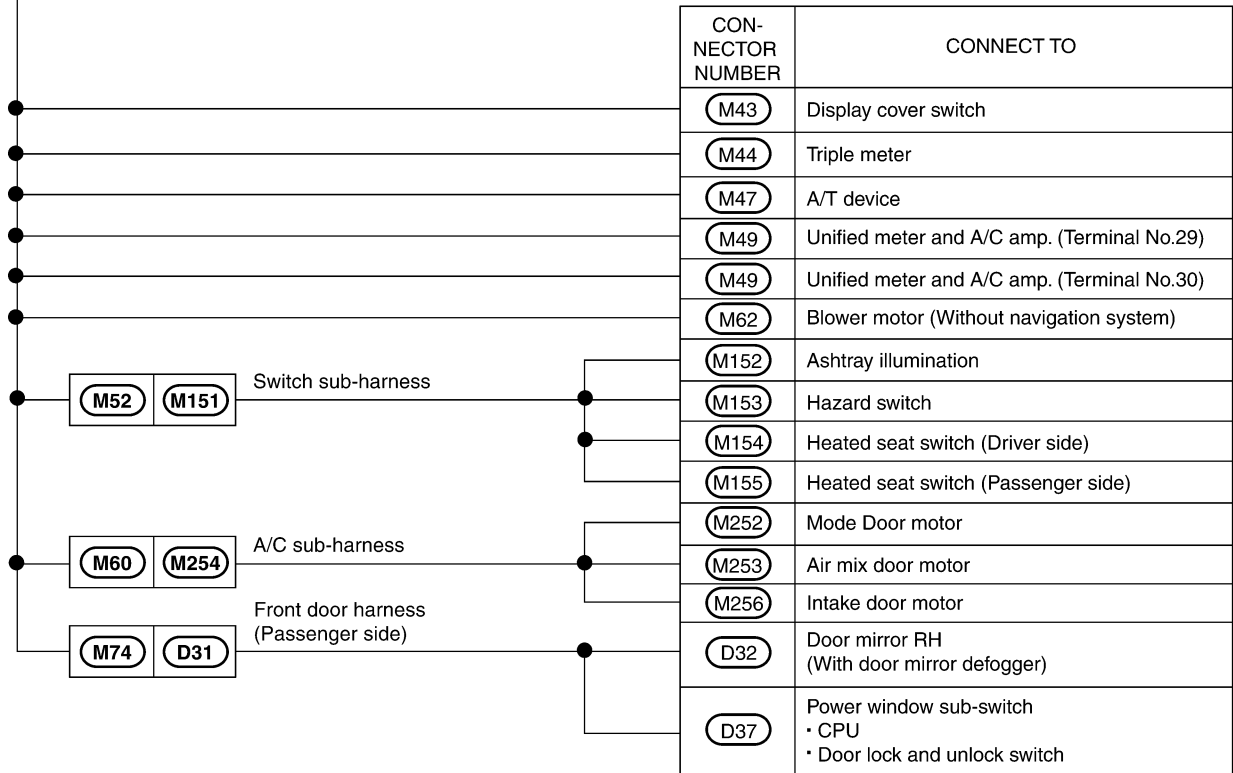 CON-
NECTOR
NUMBER
CONNECT TO
M43 Display cover switch
M44 Triple meter
M47 A/T device
M49 Unified meter and A/C amp. (Terminal No.29)
M49 Unified meter and A/C amp. (Terminal No.30)
M62 Blower motor (Without navigation system)
M152 Ashtray illumination
M52 M151 Switch sub-harness
M153 Hazard switch
M154 Heated seat switch (Driver side)
M155 Heated seat switch (Passenger side)
M252 Mode Door motor
M60 M254 A/C sub-harness
M253 Air mix door motor
M256 Intake door motor
Front door harness
(Passenger side)
M74 D31
D32 Door mirror RH
(With door mirror defogger)
D37 Power window sub-switch
· CPU
· Door lock and unlock switch